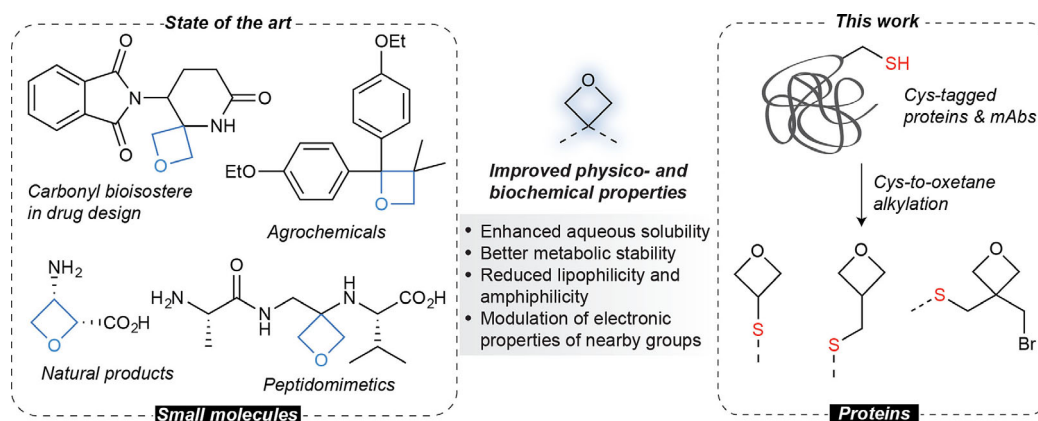 State of the art
O
N
O
O
NH
O
Carbonyl bioisostere
in drug design
OEt
EtO
O
Agrochemicals
NH2
CO2H
O
Natural products
H2N
O
N
H
H
N
CO2H
O
Peptidomimetics
Small molecules
O
Improved physico- and
biochemical properties
• Enhanced aqueous solubility
• Better metabolic stability
• Reduced lipophilicity and
amphiphilicity
• Modulation of electronic
properties of nearby groups
This work
SH
Cys-tagged
proteins & mAbs
Cys-to-oxetane
alkylation
O
S
O
S
O
S
Br
Proteins